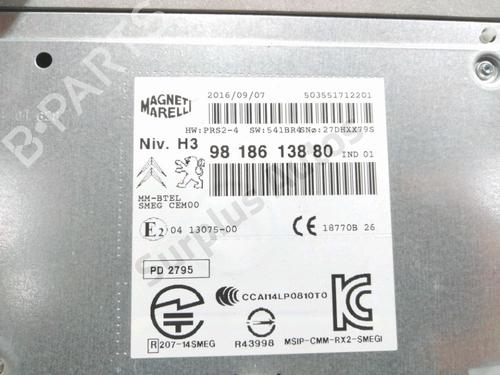 MAGNETI MARELLI
2016/09/07 503551712201
HW:PRS2-4 SW:541BR4SNø:27DHXX79S
Niv. H3 98 186 138 80 IND 01
MM-BTEL
SMEG CEM00
E2 04 13075-00 CE 18770B 26
PD 2795
CCAI14LP0810T0
R 207-14SMEG R43998 MSIP-CMM-RX2-SMEGI
B-PARTS
Surplus Autos